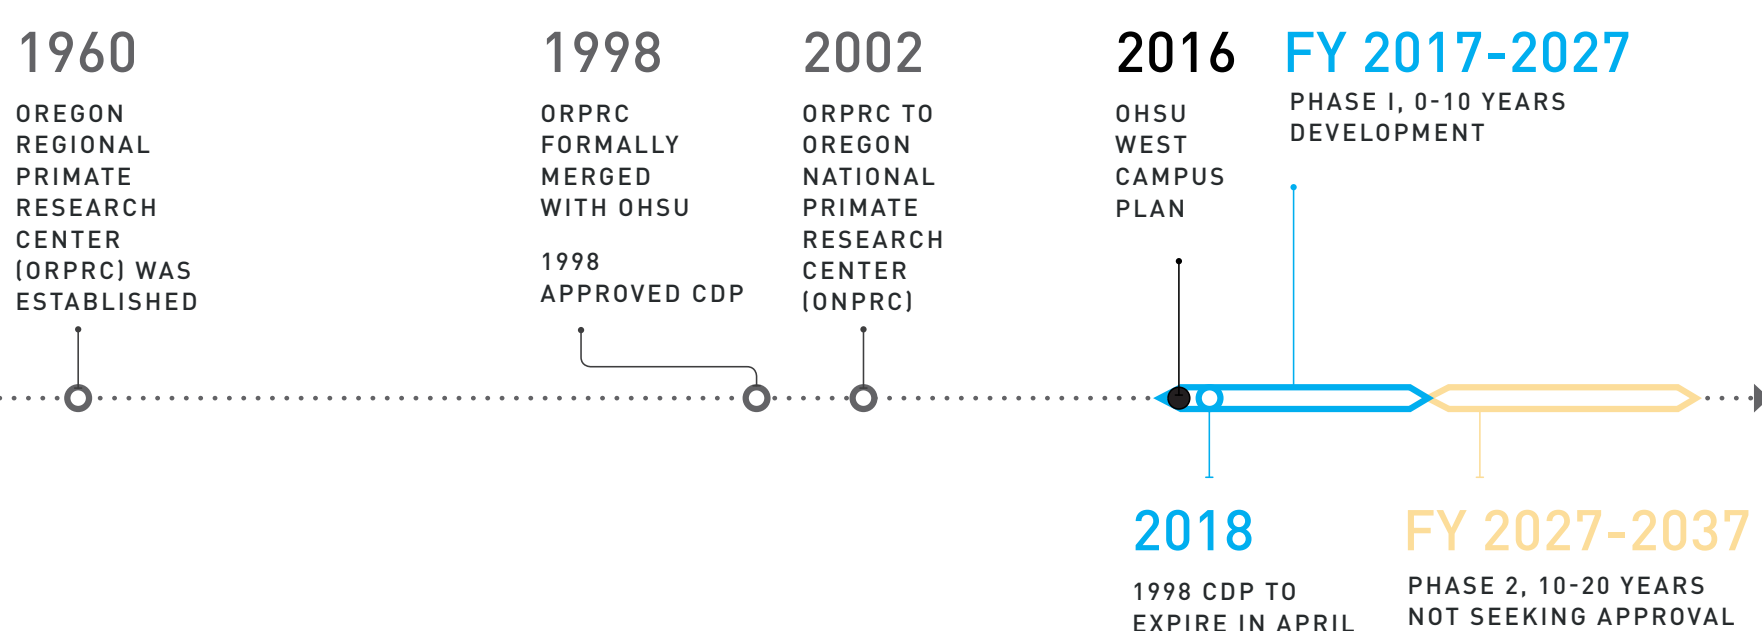 1960
OREGON
REGIONAL
PRIMATE
RESEARCH
CENTER
(ORPRC) WAS
ESTABLISHED
1998
ORPRC
FORMALLY
MERGED
WITH OHSU
1998
APPROVED CDP
2002
ORPRC TO
OREGON
NATIONAL
PRIMATE
RESEARCH
CENTER
(ONPRC)
2016
OHSU
WEST
CAMPUS
PLAN
FY 2017-2027
PHASE I, 0-10 YEARS
DEVELOPMENT
2018
1998 CDP TO
EXPIRE IN APRIL
FY 2027-2037
PHASE 2, 10-20 YEARS
NOT SEEKING APPROVAL